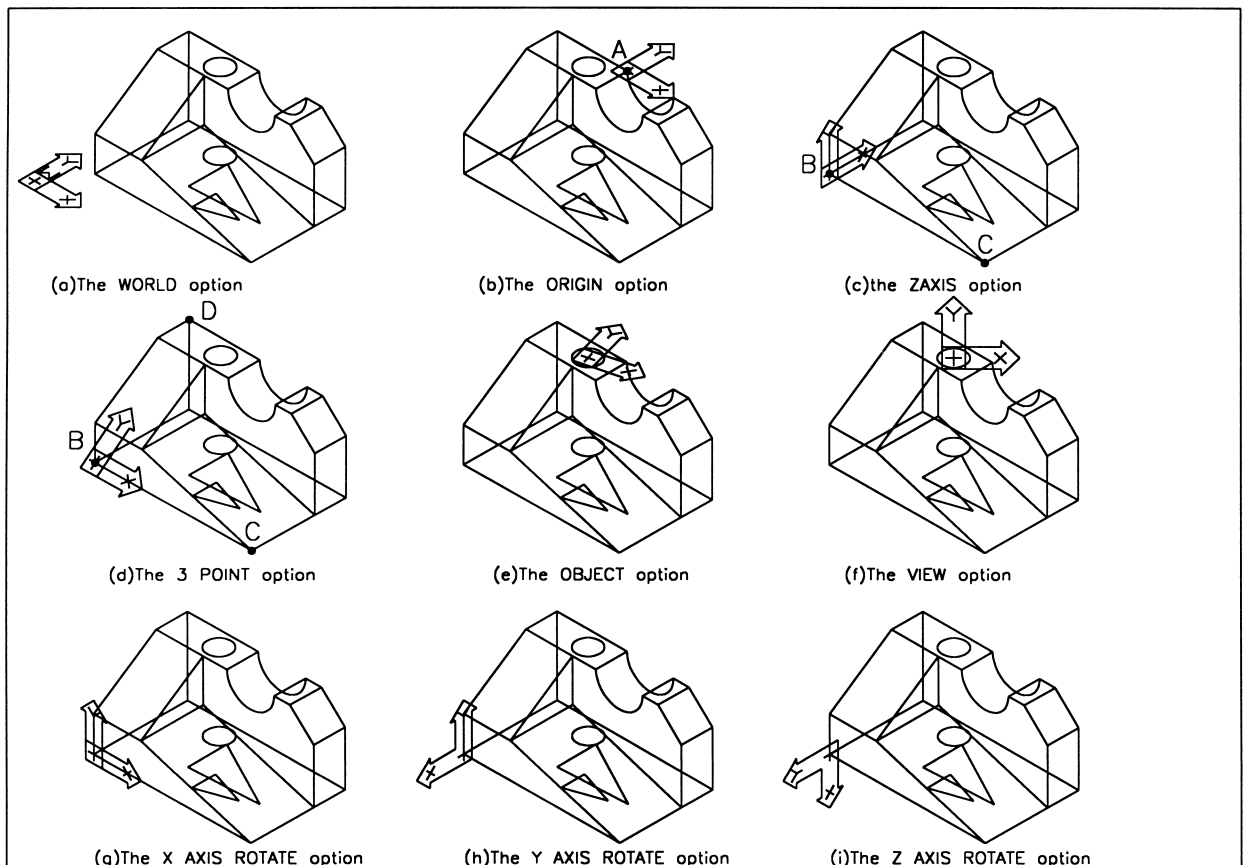 A
Y
X
W
Y
X
X
B
C
(a)The WORLD option
(b)The ORIGIN option
(c)the ZAXIS option
D
Y
Y
X
X
B
Y
X
C
(d)The 3 POINT option
(e)The OBJECT option
(f)The VIEW option
Y
X
Y
X
Y
X
(g)The X AXIS ROTATE option
(h)The Y AXIS ROTATE option
(i)The Z AXIS ROTATE option